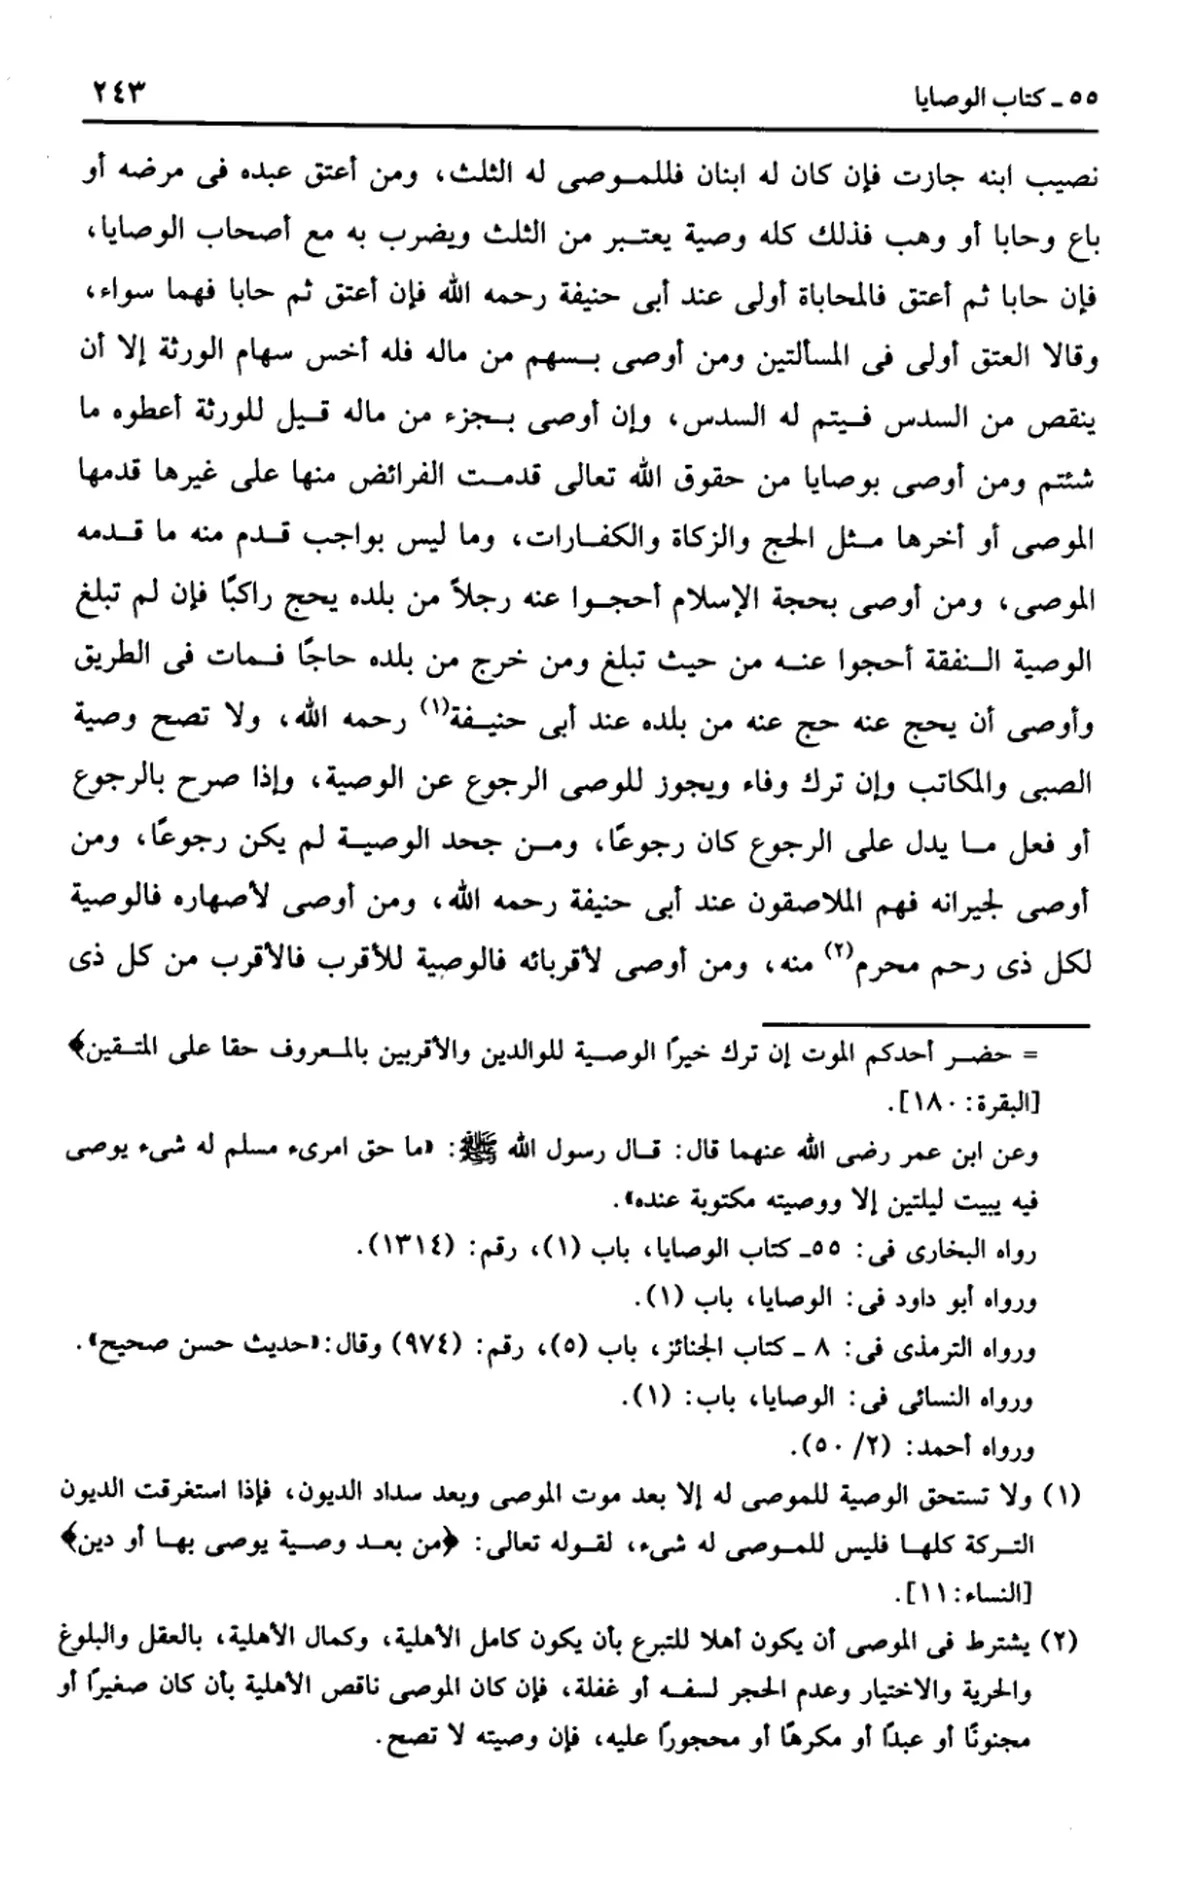 ٥٥ ـ كتاب الوصايا ٢٤٣
نصيب ابنه جازت فإن كان له ابنان فللموصى له الثلث، ومن أعتق عبده فى مرضه أو
باع وحابا أو وهب فذلك كله وصية يعتبر من الثلث ويضرب به مع أصحاب الوصايا،
فإن حابا ثم أعتق فالمحاباة أولى عند أبى حنيفة رحمه الله فإن أعتق ثم حابا فهما سواء،
وقالا العتق أولى فى المسألتين ومن أوصى بسهم من ماله فله أخس سهام الورثة إلا أن
ينقص من السدس فيتم له السدس، وإن أوصى بجزء من ماله قيل للورثة أعطوه ما
شئتم ومن أوصى بوصايا من حقوق الله تعالى قدمت الفرائض منها على غيرها قدمها
الموصى أو أخرها مثل الحج والزكاة والكفارات، وما ليس بواجب قدم منه ما قدمه
الموصى، ومن أوصى بحجة الإسلام أحجوا عنه رجلاً من بلده يحج راكبًا فإن لم تبلغ
الوصية النفقة أحجوا عنه من حيث تبلغ ومن خرج من بلده حاجًا فمات فى الطريق
وأوصى أن يحج عنه حج عنه من بلده عند أبى حنيفة(١) رحمه الله، ولا تصح وصية
الصبى والمكاتب وإن ترك وفاء ويجوز للوصى الرجوع عن الوصية، وإذا صرح بالرجوع
أو فعل ما يدل على الرجوع كان رجوعًا، ومن جحد الوصية لم يكن رجوعًا، ومن
أوصى لجيرانه فهم الملاصقون عند أبى حنيفة رحمه الله، ومن أوصى لأصهاره فالوصية
لكل ذى رحم محرم(٢) منه، ومن أوصى لأقربائه فالوصية للأقرب فالأقرب من كل ذى
= حضر أحدكم الموت إن ترك خيرًا الوصية للوالدين والأقربين بالمعروف حقا على المتقين﴾
[البقرة: ١٨٠].
وعن ابن عمر رضى الله عنهما قال: قال رسول الله ﷺ: «ما حق امرىء مسلم له شىء يوصى
فيه يبيت ليلتين إلا ووصيته مكتوبة عنده».
رواه البخارى فى: ٥٥ـ كتاب الوصايا، باب (١)، رقم: (١٣١٤).
ورواه أبو داود فى: الوصايا، باب (١).
ورواه الترمذى فى: ٨ ـ كتاب الجنائز، باب (٥)، رقم: (٩٧٤) وقال: «حديث حسن صحيح».
ورواه النسائى فى: الوصايا، باب: (١).
ورواه أحمد: (٢/ ٥٠).
(١) ولا تستحق الوصية للموصى له إلا بعد موت الموصى وبعد سداد الديون، فإذا استغرقت الديون
التركة كلها فليس للموصى له شىء، لقوله تعالى: ﴿من بعد وصية يوصى بها أو دين﴾
[النساء: ١١].
(٢) يشترط فى الموصى أن يكون أهلا للتبرع بأن يكون كامل الأهلية، وكمال الأهلية، بالعقل والبلوغ
والحرية والاختيار وعدم الحجر لسفه أو غفلة، فإن كان الموصى ناقص الأهلية بأن كان صغيرًا أو
مجنونًا أو عبدًا أو مكرهًا أو محجورًا عليه، فإن وصيته لا تصح.